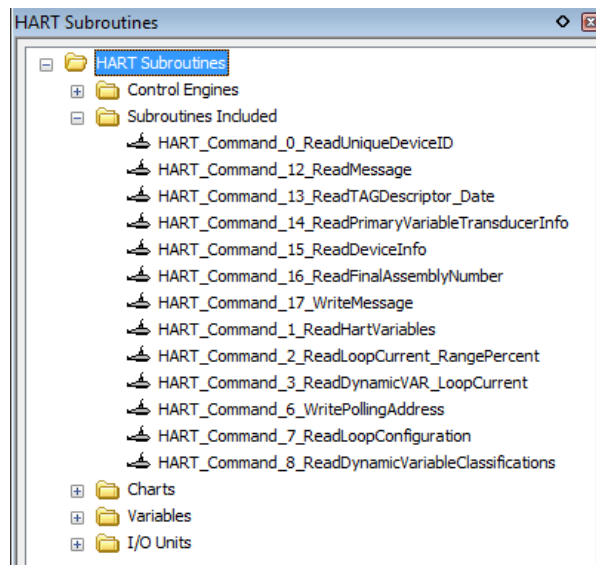 HART Subroutines
HART Subroutines
Control Engines
Subroutines Included
HART_Command_0_ReadUniqueDeviceID
HART_Command_12_ReadMessage
HART_Command_13_ReadTAGDescriptor_Date
HART_Command_14_ReadPrimaryVariableTransducerInfo
HART_Command_15_ReadDeviceInfo
HART_Command_16_ReadFinalAssemblyNumber
HART_Command_17_WriteMessage
HART_Command_1_ReadHartVariables
HART_Command_2_ReadLoopCurrent_RangePercent
HART_Command_3_ReadDynamicVAR_LoopCurrent
HART_Command_6_WritePollingAddress
HART_Command_7_ReadLoopConfiguration
HART_Command_8_ReadDynamicVariableClassifications
Charts
Variables
I/O Units